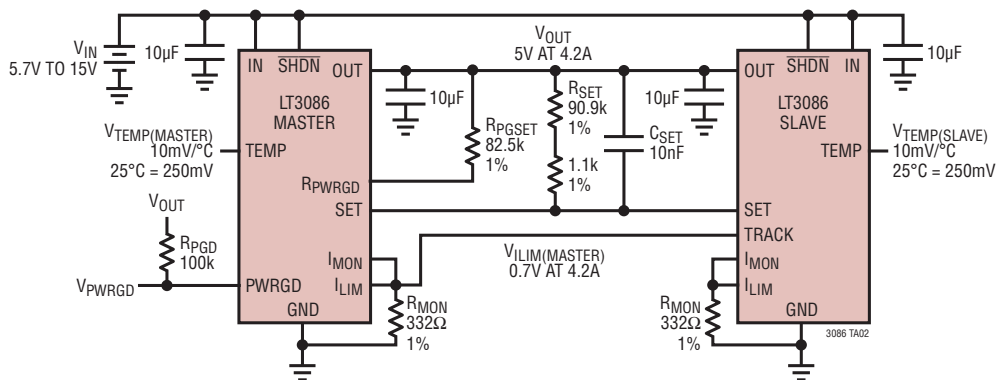 VIN
5.7V TO 15V
10µF
IN
SHDN
OUT
LT3086
MASTER
VTEMP(MASTER)
10mV/°C
25°C = 250mV
TEMP
RPWRGD
SET
VOUT
RPGD
100k
VPWRGD
PWRGD
IMON
ILIM
GND
RMON
332Ω
1%
VOUT
5V AT 4.2A
10µF
RPGSET
82.5k
1%
RSET
90.9k
1%
1.1k
1%
CSET
10nF
10µF
VILIM(MASTER)
0.7V AT 4.2A
OUT
SHDN
IN
10µF
LT3086
SLAVE
TEMP
VTEMP(SLAVE)
10mV/°C
25°C = 250mV
SET
TRACK
IMON
ILIM
GND
RMON
332Ω
1%
3086 TA02